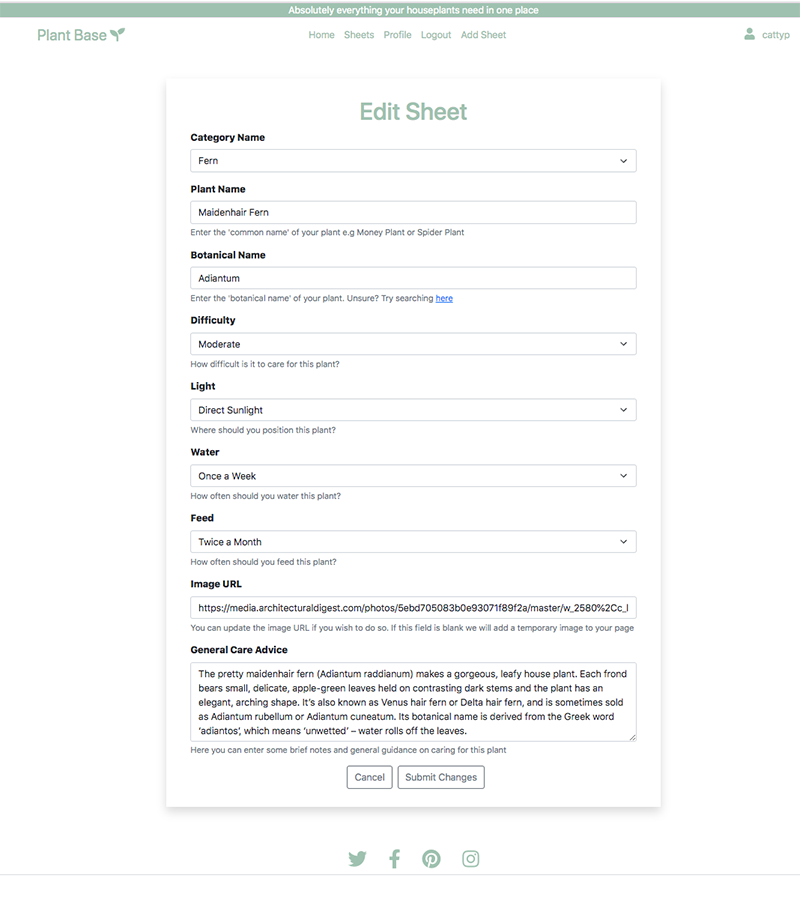 Absolutely everything your houseplants need in one place
Plant Base
Home Sheets Profile Logout Add Sheet
cattyp
Edit Sheet
Category Name
Fern
Plant Name
Maidenhair Fern
Enter the 'common name' of your plant e.g Money Plant or Spider Plant
Botanical Name
Adiantum
Enter the 'botanical name' of your plant. Unsure? Try searching here
Difficulty
Moderate
How difficult is it to care for this plant?
Light
Direct Sunlight
Where should you position this plant?
Water
Once a Week
How often should you water this plant?
Feed
Twice a Month
How often should you feed this plant?
Image URL
https://media.architecturaldigest.com/photos/5ebd705083b0e93071f89f2a/master/w_2580%2Cc_l
You can update the image URL if you wish to do so. If this field is blank we will add a temporary image to your page
General Care Advice
The pretty maidenhair fern (Adiantum raddianum) makes a gorgeous, leafy house plant. Each frond
bears small, delicate, apple-green leaves held on contrasting dark stems and the plant has an
elegant, arching shape. It's also known as Venus hair fern or Delta hair fern, and is sometimes sold
as Adiantum rubellum or Adiantum cuneatum. Its botanical name is derived from the Greek word
'adiantos', which means 'unwetted' – water rolls off the leaves.
Here you can enter some brief notes and general guidance on caring for this plant
Cancel Submit Changes